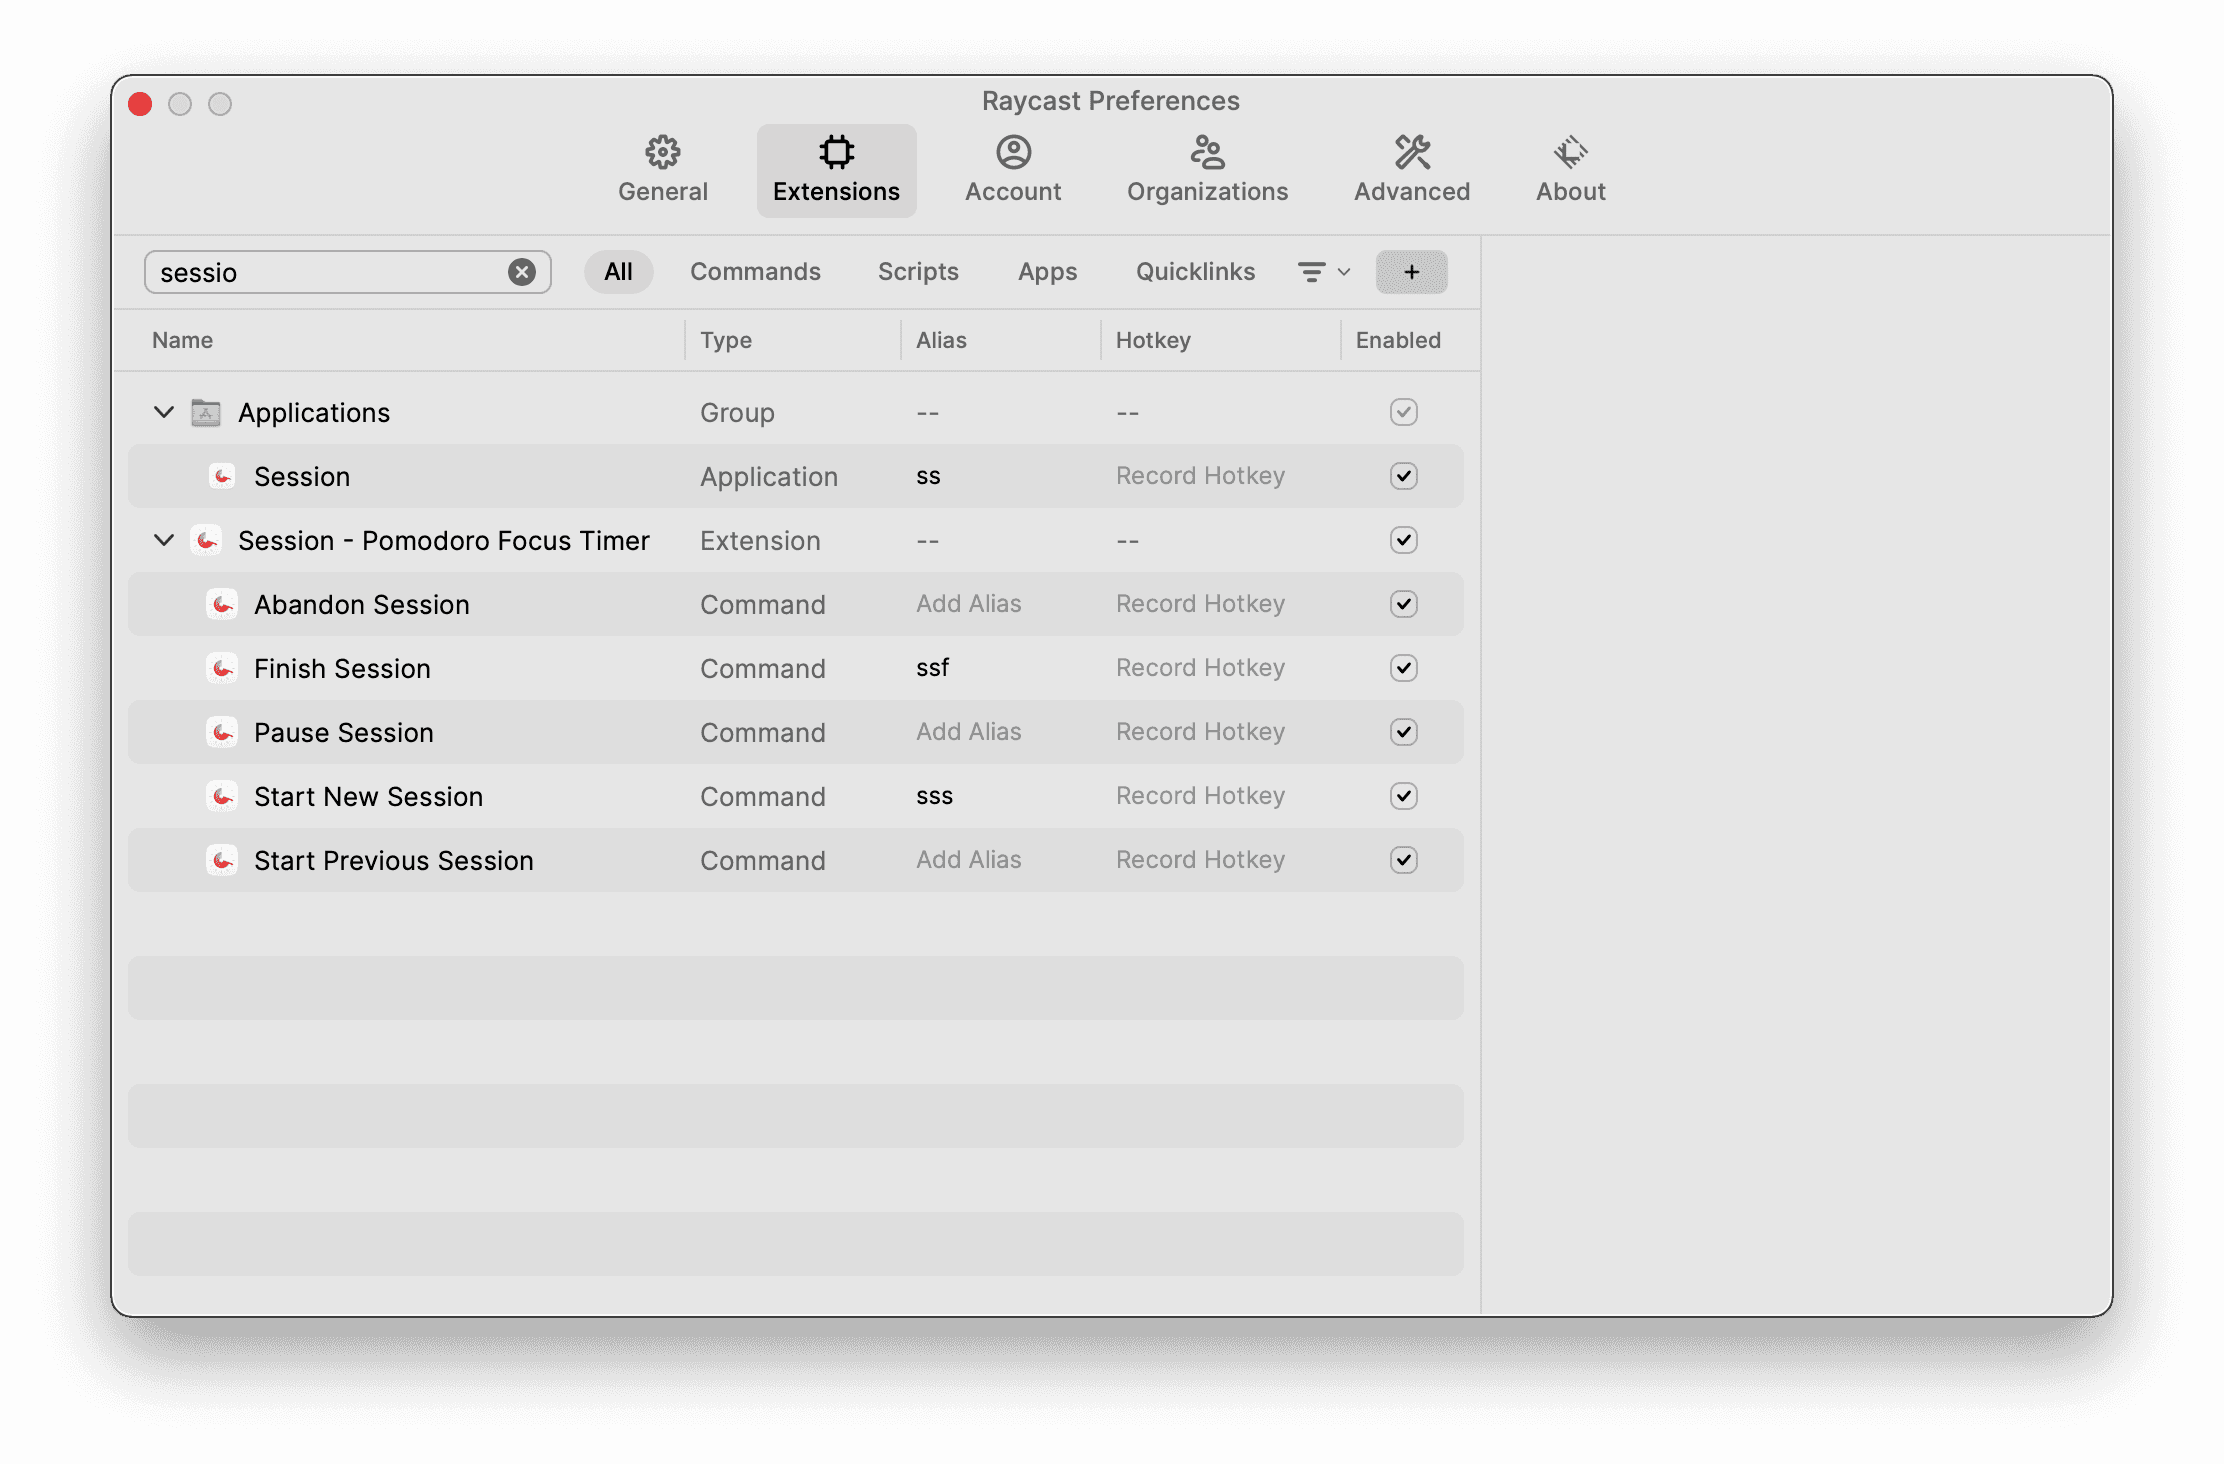 Raycast Preferences
General Extensions Account Organizations Advanced About
sessio All Commands Scripts Apps Quicklinks +
Name Type Alias Hotkey Enabled
Applications Group -- --
Session Application ss Record Hotkey
Session - Pomodoro Focus Timer Extension -- --
Abandon Session Command Add Alias Record Hotkey
Finish Session Command ssf Record Hotkey
Pause Session Command Add Alias Record Hotkey
Start New Session Command sss Record Hotkey
Start Previous Session Command Add Alias Record Hotkey